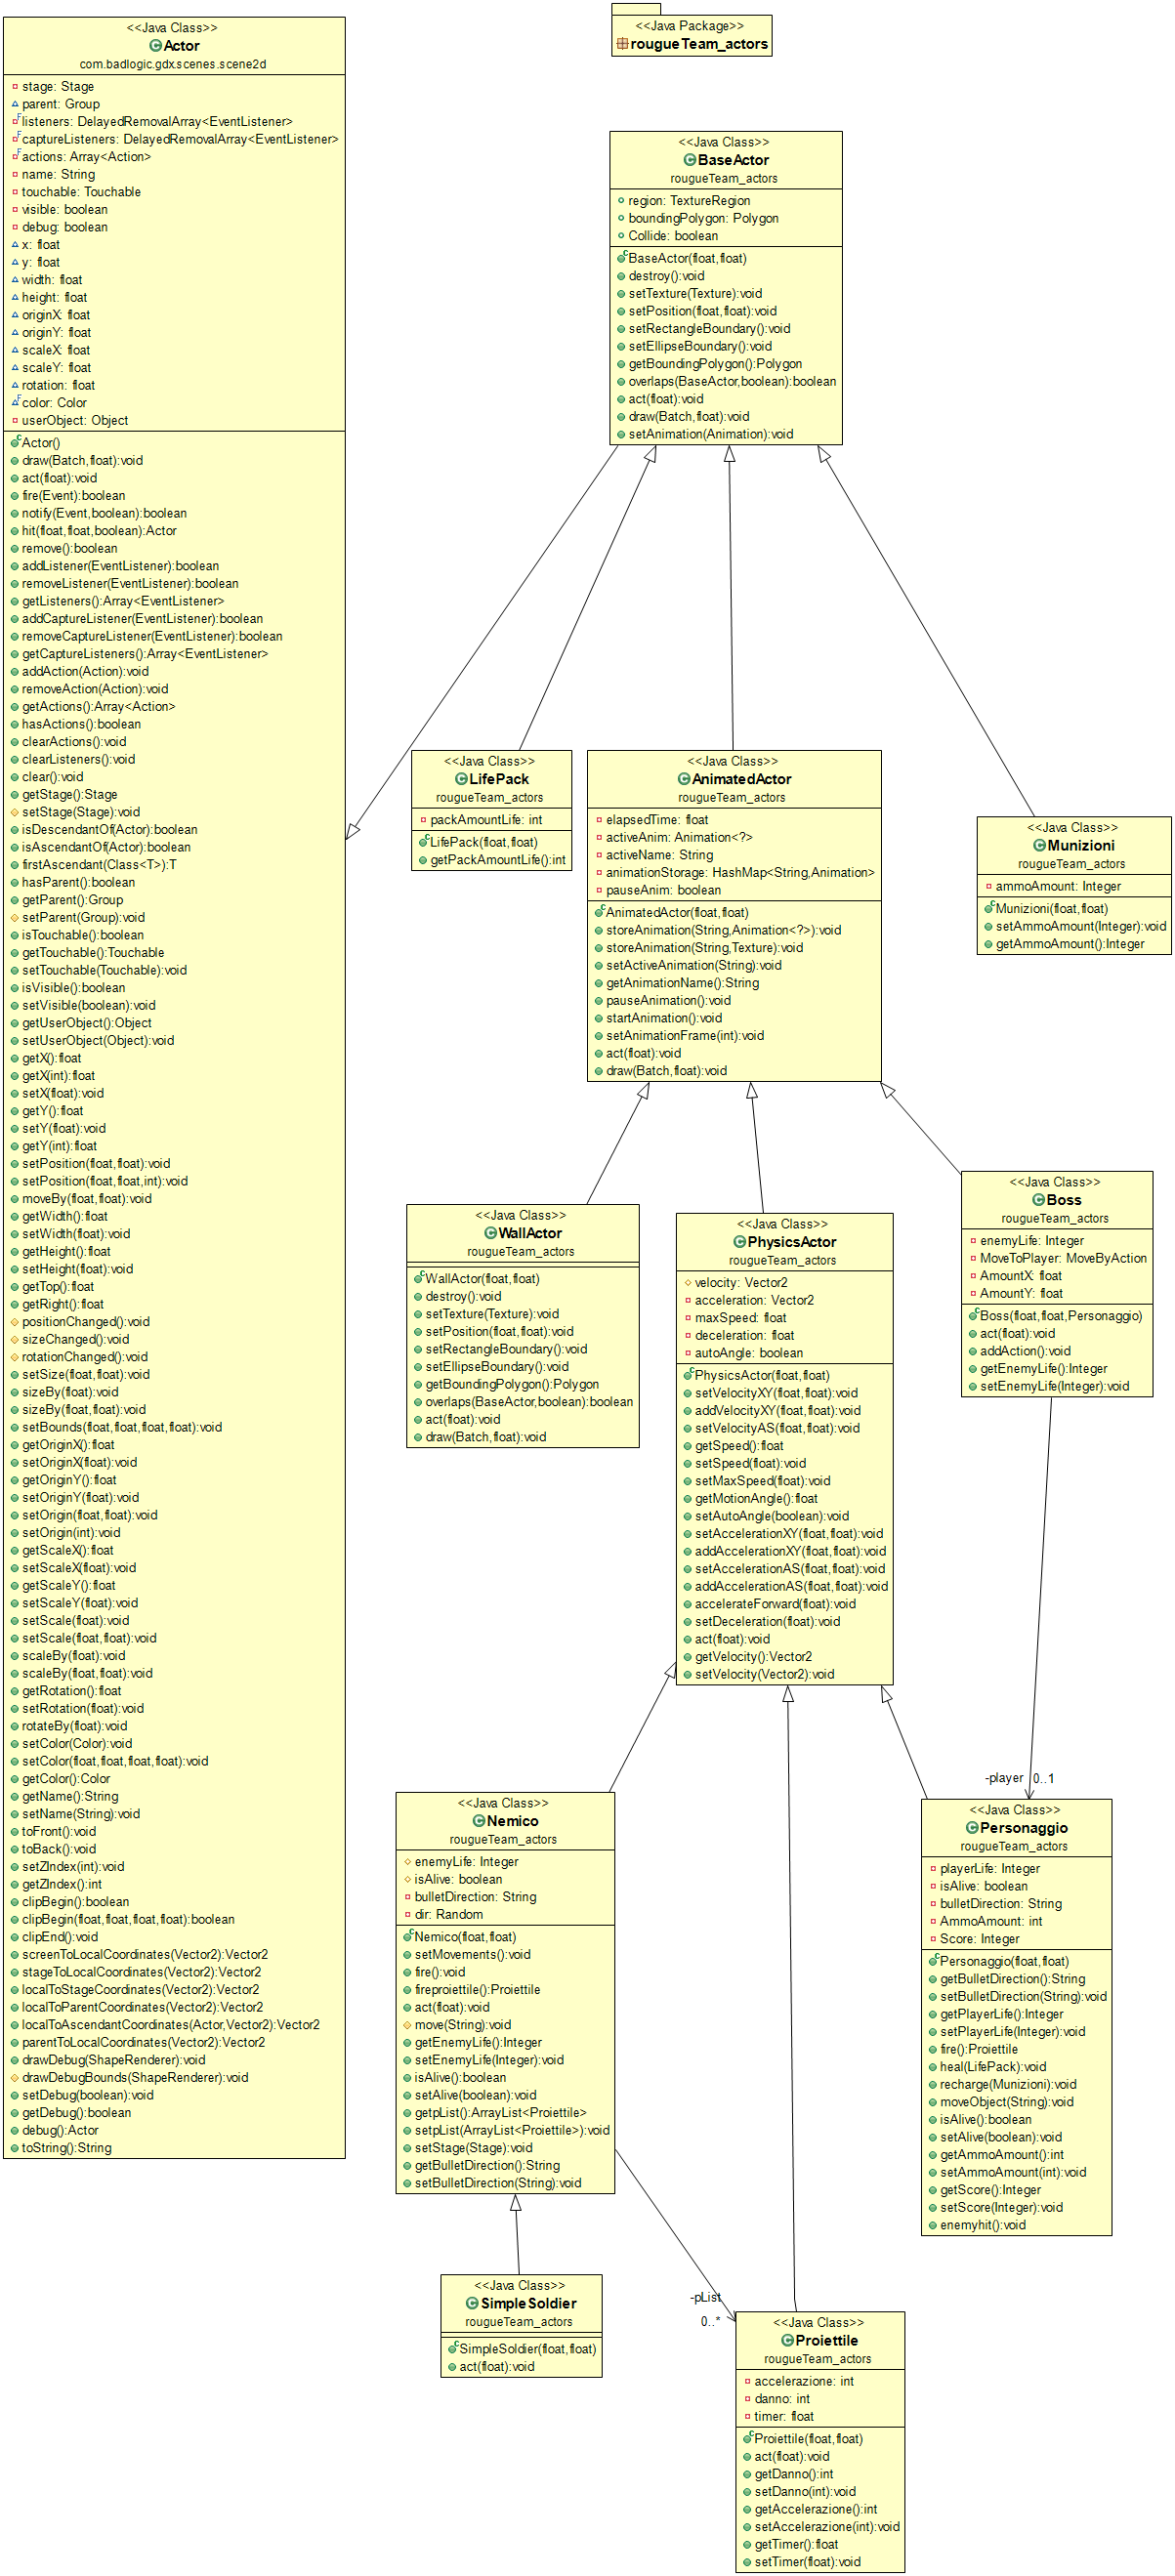 <<Java Class>>
Actor
com.badlogic.gdx.scenes.scene2d
stage: Stage
parent: Group
listeners: DelayedRemovalArray<EventListener>
captureListeners: DelayedRemovalArray<EventListener>
actions: Array<Action>
name: String
touchable: Touchable
visible: boolean
debug: boolean
x: float
y: float
width: float
height: float
originX: float
originY: float
scaleX: float
scaleY: float
rotation: float
color: Color
userObject: Object
Actor()
draw(Batch,float):void
act(float):void
fire(Event):boolean
notify(Event,boolean):boolean
hit(float,float,boolean):Actor
remove():boolean
addListener(EventListener):boolean
removeListener(EventListener):boolean
getListeners():Array<EventListener>
addCaptureListener(EventListener):boolean
removeCaptureListener(EventListener):boolean
getCaptureListeners():Array<EventListener>
addAction(Action):void
removeAction(Action):void
getActions():Array<Action>
hasActions():boolean
clearActions():void
clearListeners():void
clear():void
getStage():Stage
setStage(Stage):void
isDescendantOf(Actor):boolean
isAscendantOf(Actor):boolean
firstAscendant(Class<T>):T
hasParent():boolean
getParent():Group
setParent(Group):void
isTouchable():boolean
getTouchable():Touchable
setTouchable(Touchable):void
isVisible():boolean
setVisible(boolean):void
getUserObject():Object
setUserObject(Object):void
getX():float
getX(int):float
setX(float):void
getY():float
setY(float):void
getY(int):float
setPosition(float,float):void
setPosition(float,float,int):void
moveBy(float,float):void
getWidth():float
setWidth(float):void
getHeight():float
setHeight(float):void
getTop():float
getRight():float
positionChanged():void
sizeChanged():void
rotationChanged():void
setSize(float,float):void
sizeBy(float):void
sizeBy(float,float):void
setBounds(float,float,float,float):void
getOriginX():float
setOriginX(float):void
getOriginY():float
setOriginY(float):void
setOrigin(float,float):void
setOrigin(int):void
getScaleX():float
setScaleX(float):void
getScaleY():float
setScaleY(float):void
setScale(float):void
setScale(float,float):void
scaleBy(float):void
scaleBy(float,float):void
getRotation():float
setRotation(float):void
rotateBy(float):void
setColor(Color):void
setColor(float,float,float,float):void
getColor():Color
getName():String
setName(String):void
toFront():void
toBack():void
setZIndex(int):void
getZIndex():int
clipBegin():boolean
clipBegin(float,float,float,float):boolean
clipEnd():void
screenToLocalCoordinates(Vector2):Vector2
stageToLocalCoordinates(Vector2):Vector2
localToStageCoordinates(Vector2):Vector2
localToParentCoordinates(Vector2):Vector2
localToAscendantCoordinates(Actor,Vector2):Vector2
parentToLocalCoordinates(Vector2):Vector2
drawDebug(ShapeRenderer):void
drawDebugBounds(ShapeRenderer):void
setDebug(boolean):void
getDebug():boolean
debug():Actor
toString():String
<<Java Package>>
rougueTeam_actors
<<Java Class>>
BaseActor
rougueTeam_actors
region: TextureRegion
boundingPolygon: Polygon
Collide: boolean
BaseActor(float,float)
destroy():void
setTexture(Texture):void
setPosition(float,float):void
setRectangleBoundary():void
setEllipseBoundary():void
getBoundingPolygon():Polygon
overlaps(BaseActor,boolean):boolean
act(float):void
draw(Batch,float):void
setAnimation(Animation):void
<<Java Class>>
LifePack
rougueTeam_actors
packAmountLife: int
LifePack(float,float)
getPackAmountLife():int
<<Java Class>>
AnimatedActor
rougueTeam_actors
elapsedTime: float
activeAnim: Animation<?>
activeName: String
animationStorage: HashMap<String,Animation>
pauseAnim: boolean
AnimatedActor(float,float)
storeAnimation(String,Animation<?>):void
storeAnimation(String,Texture):void
setActiveAnimation(String):void
getAnimationName():String
pauseAnimation():void
startAnimation():void
setAnimationFrame(int):void
act(float):void
draw(Batch,float):void
<<Java Class>>
Munizioni
rougueTeam_actors
ammoAmount: Integer
Munizioni(float,float)
setAmmoAmount(Integer):void
getAmmoAmount():Integer
<<Java Class>>
WallActor
rougueTeam_actors
WallActor(float,float)
destroy():void
setTexture(Texture):void
setPosition(float,float):void
setRectangleBoundary():void
setEllipseBoundary():void
getBoundingPolygon():Polygon
overlaps(BaseActor,boolean):boolean
act(float):void
draw(Batch,float):void
<<Java Class>>
PhysicsActor
rougueTeam_actors
velocity: Vector2
acceleration: Vector2
maxSpeed: float
deceleration: float
autoAngle: boolean
PhysicsActor(float,float)
setVelocityXY(float,float):void
addVelocityXY(float,float):void
setVelocityAS(float,float):void
getSpeed():float
setSpeed(float):void
setMaxSpeed(float):void
getMotionAngle():float
setAutoAngle(boolean):void
setAccelerationXY(float,float):void
addAccelerationXY(float,float):void
setAccelerationAS(float,float):void
addAccelerationAS(float,float):void
accelerateForward(float):void
setDeceleration(float):void
act(float):void
getVelocity():Vector2
setVelocity(Vector2):void
<<Java Class>>
Boss
rougueTeam_actors
enemyLife: Integer
MoveToPlayer: MoveByAction
AmountX: float
AmountY: float
Boss(float,float,Personaggio)
act(float):void
addAction():void
getEnemyLife():Integer
setEnemyLife(Integer):void
-player 0..1
<<Java Class>>
Nemico
rougueTeam_actors
enemyLife: Integer
isAlive: boolean
bulletDirection: String
dir: Random
Nemico(float,float)
setMovements():void
fire():void
fireproiettile():Proiettile
act(float):void
move(String):void
getEnemyLife():Integer
setEnemyLife(Integer):void
isAlive():boolean
setAlive(boolean):void
getpList():ArrayList<Proiettile>
setpList(ArrayList<Proiettile>):void
setStage(Stage):void
getBulletDirection():String
setBulletDirection(String):void
<<Java Class>>
Personaggio
rougueTeam_actors
playerLife: Integer
isAlive: boolean
bulletDirection: String
AmmoAmount: int
Score: Integer
Personaggio(float,float)
getBulletDirection():String
setBulletDirection(String):void
getPlayerLife():Integer
setPlayerLife(Integer):void
fire():Proiettile
heal(LifePack):void
recharge(Munizioni):void
moveObject(String):void
isAlive():boolean
setAlive(boolean):void
getAmmoAmount():int
setAmmoAmount(int):void
getScore():Integer
setScore(Integer):void
enemyhit():void
<<Java Class>>
SimpleSoldier
rougueTeam_actors
SimpleSoldier(float,float)
act(float):void
-pList
0..*
<<Java Class>>
Proiettile
rougueTeam_actors
accelerazione: int
danno: int
timer: float
Proiettile(float,float)
act(float):void
getDanno():int
setDanno(int):void
getAccelerazione():int
setAccelerazione(int):void
getTimer():float
setTimer(float):void